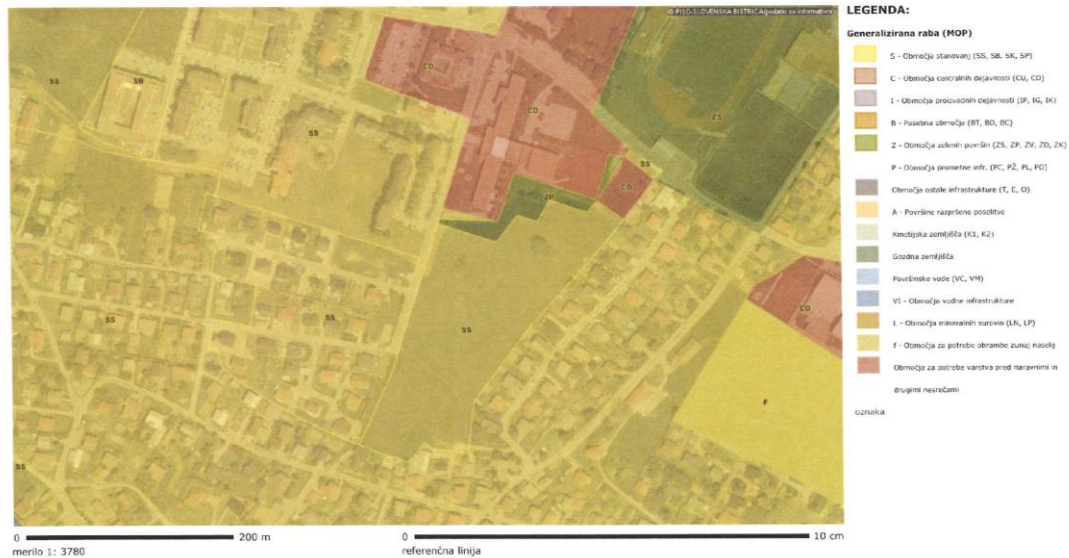 © PISO-SLOVENSKA BISTRICA
LEGENDA:
Generalizirana raba (MOP)
S - Območja stanovanj (SS, SB, SK, SP)
C - Območja centralnih dejavnosti (CU, CD)
I - Območja proizvodnih dejavnosti (IP, IG, IK)
B - Posebna območja (BT, BD, BC)
Z - Območja zelenih površin (ZS, ZP, ZV, ZD, ZK)
P - Območja prometne infr. (PC, PŽ, PL, PO)
Območja ostale infrastrukture (T, E, O)
A - Površine razpršene poselitve
Kmetijska zemljišča (K1, K2)
Gozdna zemljišča
Površinske vode (VC, VM)
VI - Območja vodne infrastrukture
L - Območja mineralnih surovin (LN, LP)
f - Območja za potrebe obrambe zunaj naselij
Območja za potrebe varstva pred naravnimi in
drugimi nesrečami
oznaka
SS
SB
CD
CD
ZS
SS
SS
CD
ZP
SS
SS
SS
CD
F
SS
0 200 m
merilo 1: 3780
0 10 cm
referenčna linija